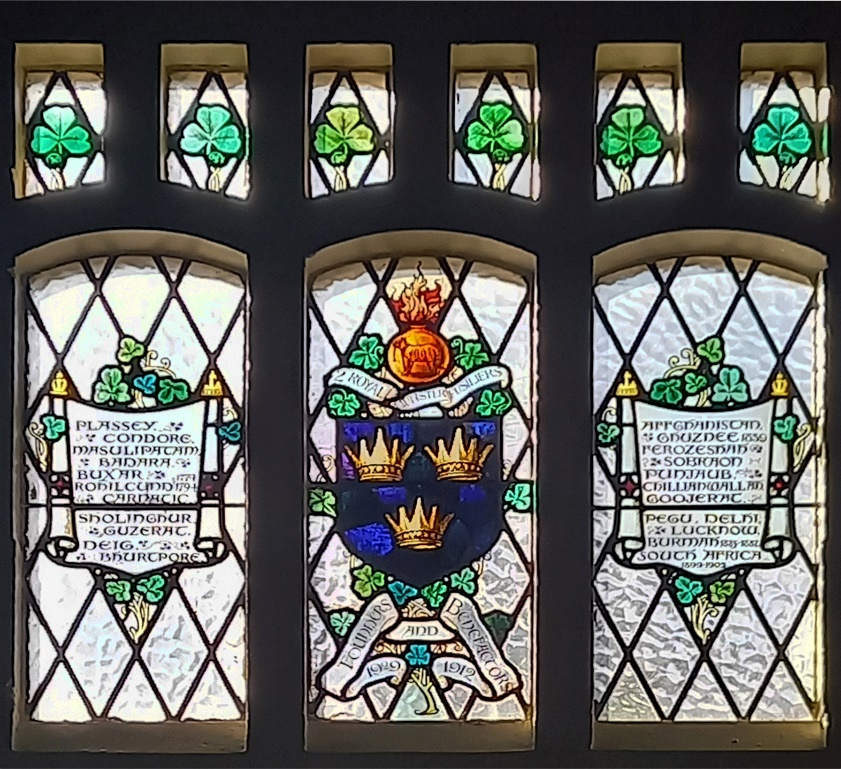 PLASSEY.
CONDORE,
MASULIPATAM,
BADARA,
BUXAR
ROHILCUND 1774 1794
CARNATIC
SHOLINGHUR,
GUZERAT,
DEIG,
BHURTPORE
2 ROYAL MUNSTER FUSILIERS
FOUNDERS AND BENEFACTORS
1909 1912
AFFGHANISTAN,
GHUZNEE 1839
FEROZESHAH
SOBRAON
PUNJAUB,
CHILLIANWALLAH
GOOJERAT.
PEGU, DELHI,
LUCKNOW,
BURMAH 1885-1887
SOUTH AFRICA
1899-1902